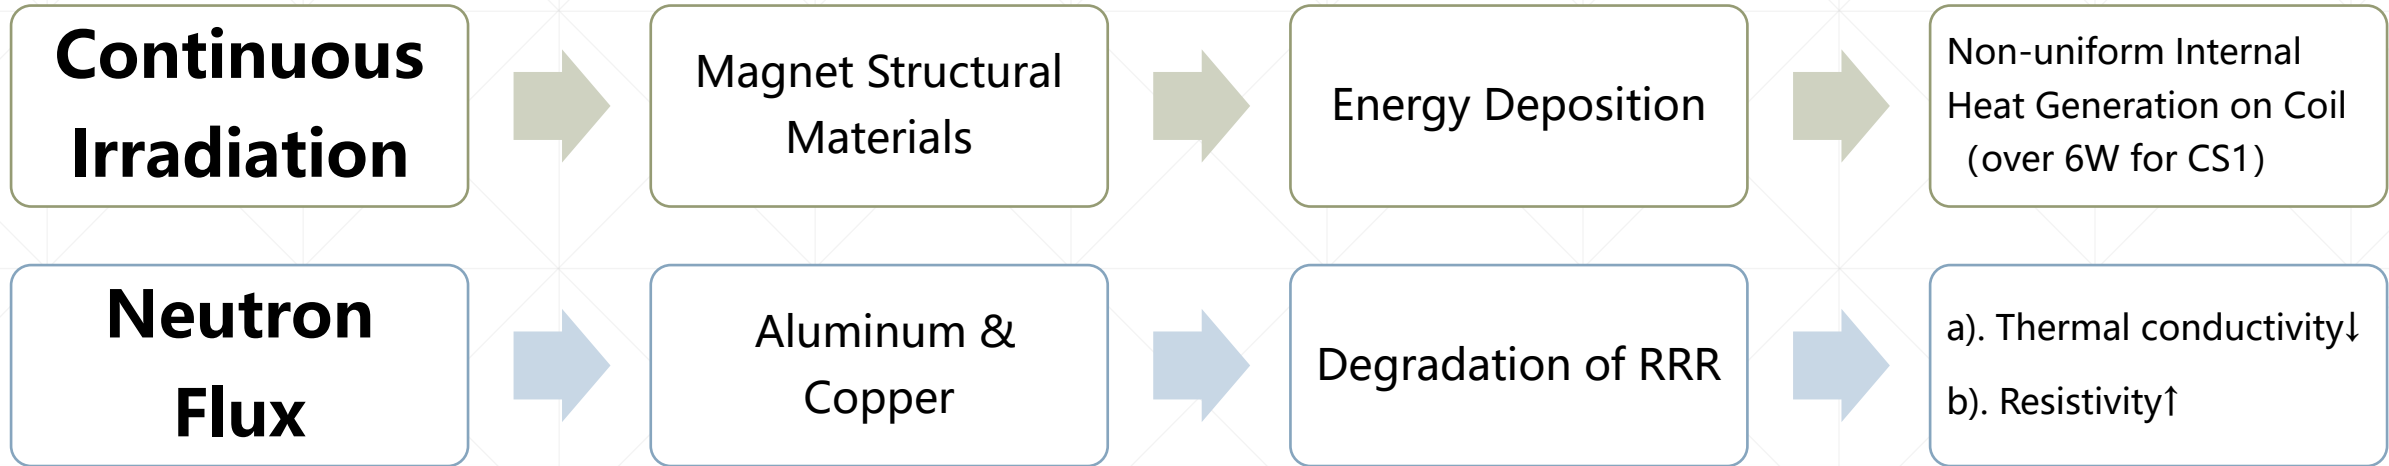 Continuous
Irradiation
Magnet Structural
Materials
Energy Deposition
Non-uniform Internal
Heat Generation on Coil
（over 6W for CS1）
Neutron
Flux
Aluminum &
Copper
Degradation of RRR
a). Thermal conductivity↓
b). Resistivity↑